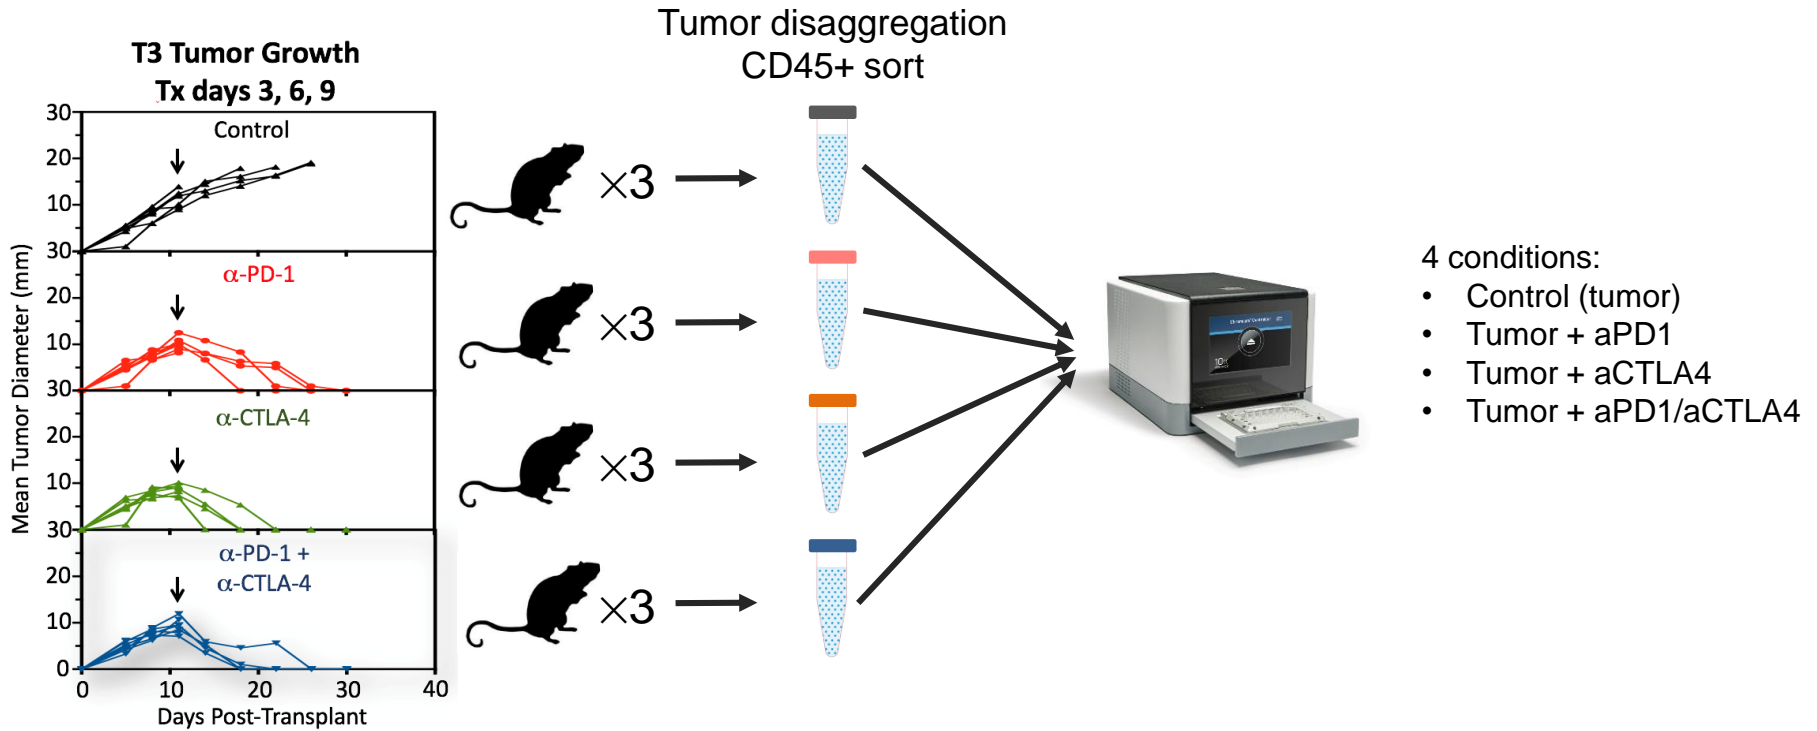 Tumor disaggregation
CD45+ sort
T3 Tumor Growth
Tx days 3, 6, 9
Mean Tumor Diameter (mm)
30
Control
20
10
30
α-PD-1
20
10
30
α-CTLA-4
20
10
30
α-PD-1 +
α-CTLA-4
20
10
0
0 10 20 30 40
Days Post-Transplant
×3
×3
×3
×3
Chromium Controller
10x
4 conditions:
• Control (tumor)
• Tumor + aPD1
• Tumor + aCTLA4
• Tumor + aPD1/aCTLA4